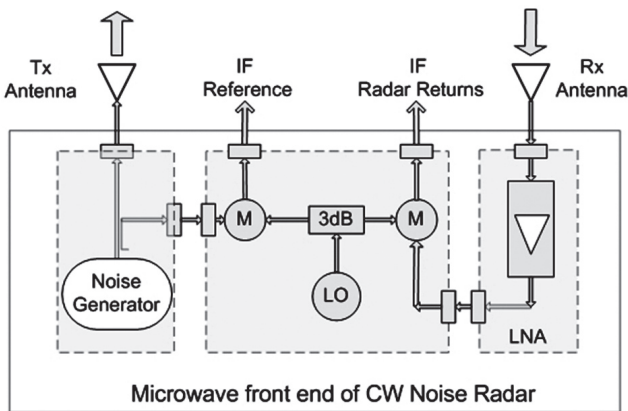 Tx
Antenna
IF
Reference
IF
Radar Returns
Rx
Antenna
M
3dB
M
Noise
Generator
LO
LNA
Microwave front end of CW Noise Radar